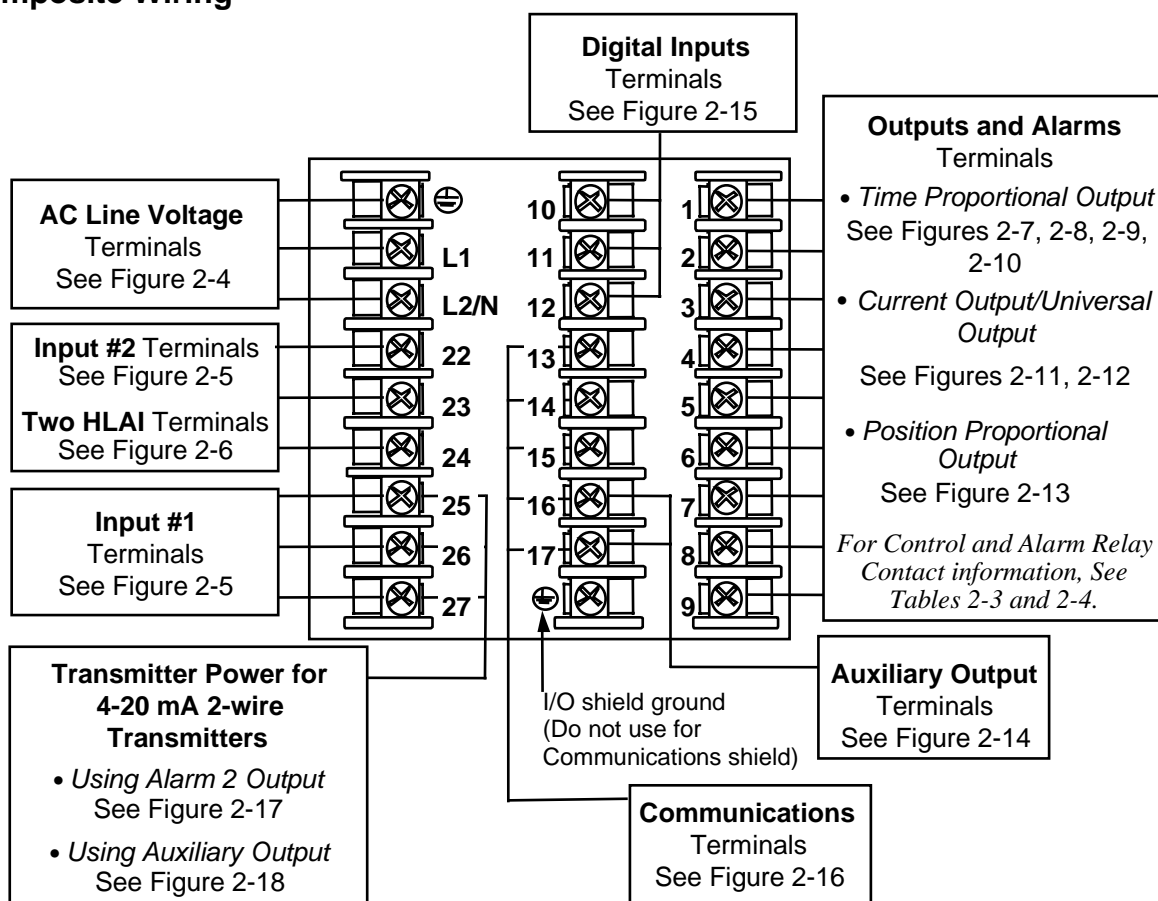 mposite Wiring
Digital Inputs
Terminals
See Figure 2-15
AC Line Voltage
Terminals
See Figure 2-4
Input #2 Terminals
See Figure 2-5
Two HLAI Terminals
See Figure 2-6
Input #1
Terminals
See Figure 2-5
L1
L2/N
22
23
24
25
26
27
10
11
12
13
14
15
16
17
1
2
3
4
5
6
7
8
9
Outputs and Alarms
Terminals
• Time Proportional Output
See Figures 2-7, 2-8, 2-9,
2-10
• Current Output/Universal
Output
See Figures 2-11, 2-12
• Position Proportional
Output
See Figure 2-13
For Control and Alarm Relay
Contact information, See
Tables 2-3 and 2-4.
Transmitter Power for
4-20 mA 2-wire
Transmitters
• Using Alarm 2 Output
See Figure 2-17
• Using Auxiliary Output
See Figure 2-18
I/O shield ground
(Do not use for
Communications shield)
Auxiliary Output
Terminals
See Figure 2-14
Communications
Terminals
See Figure 2-16